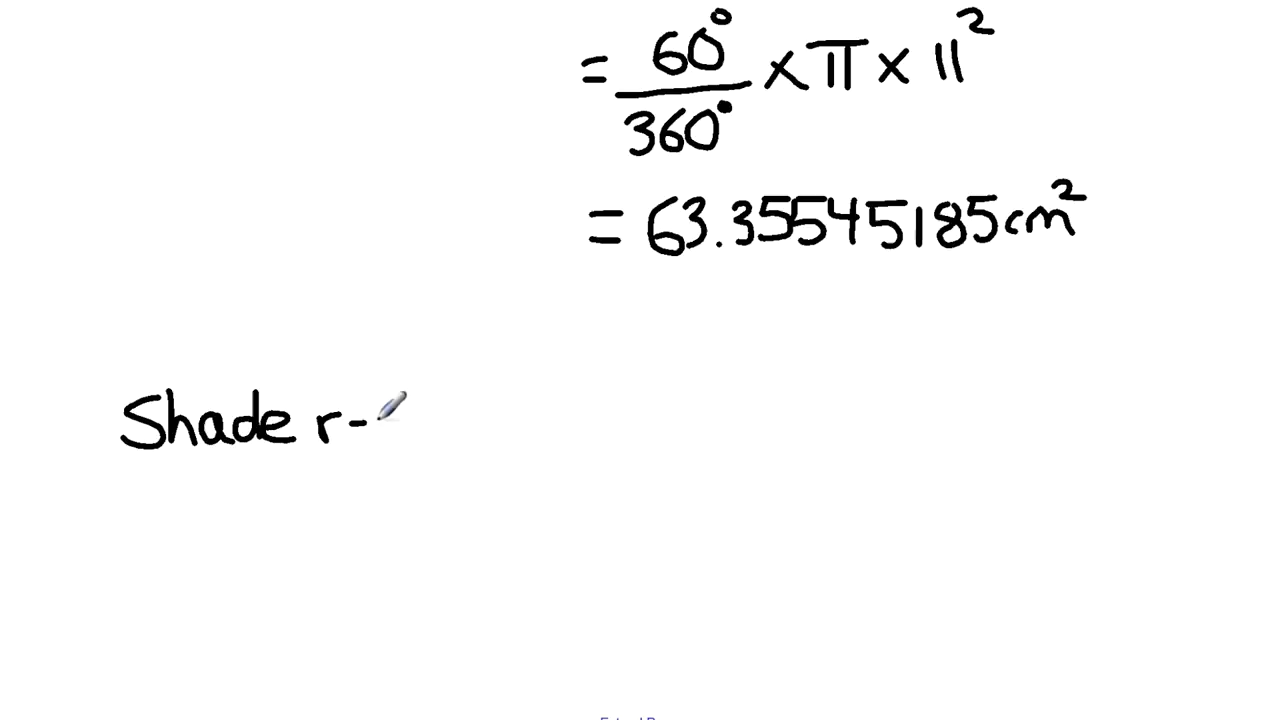 = 60°/360° × π × 11²
= 63.35545185cm²
Shade r-